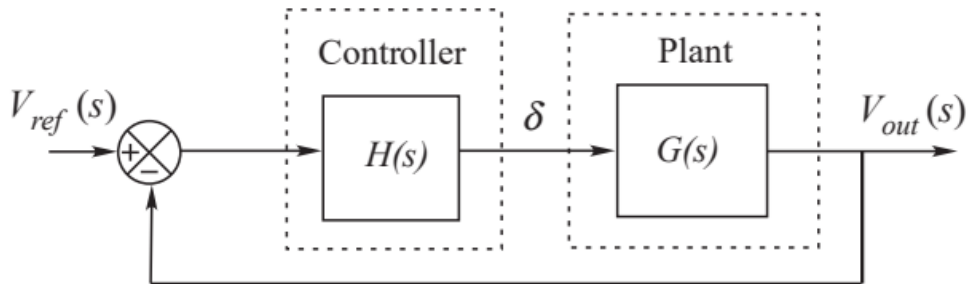 Controller
Plant
V_ref (s)
+
−
H(s)
δ
G(s)
V_out (s)